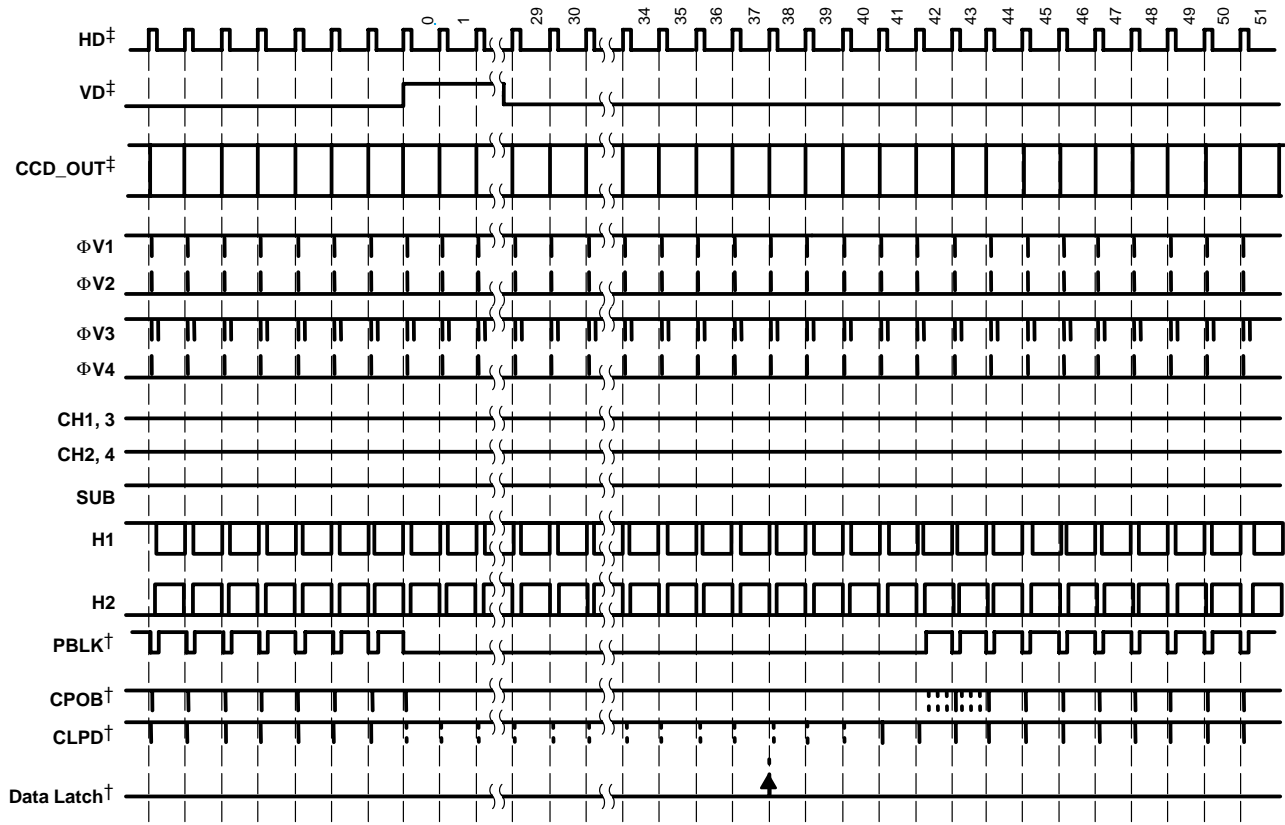 0 1 29 30 34 35 36 37 38 39 40 41 42 43 44 45 46 47 48 49 50 51
HD‡
VD‡
CCD_OUT‡
ΦV1
ΦV2
ΦV3
ΦV4
CH1, 3
CH2, 4
SUB
H1
H2
PBLK†
CPOB†
CLPD†
Data Latch†